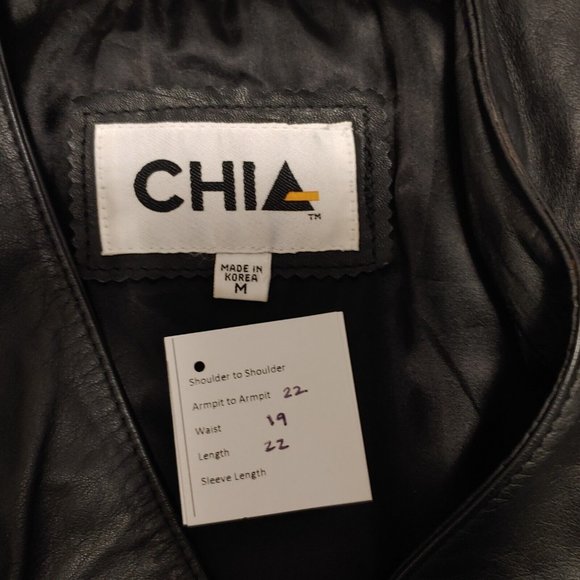 CHIA
TM
MADE IN
KOREA
M
Shoulder to Shoulder
Armpit to Armpit 22
Waist 19
Length 22
Sleeve Length